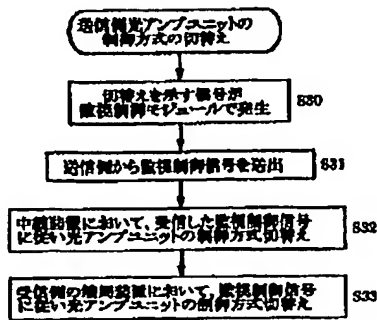 送信側光アンプユニットの
制御方式の切替え
切替えを示す信号が
監視制御モジュールで発生
S30
送信側から監視制御信号を送出
S31
中継装置において、受信した監視制御信号
に従い光アンプユニットの制御方式切替え
S32
受信側の端局装置において、監視制御信号
に従い光アンプユニットの制御方式切替え
S33